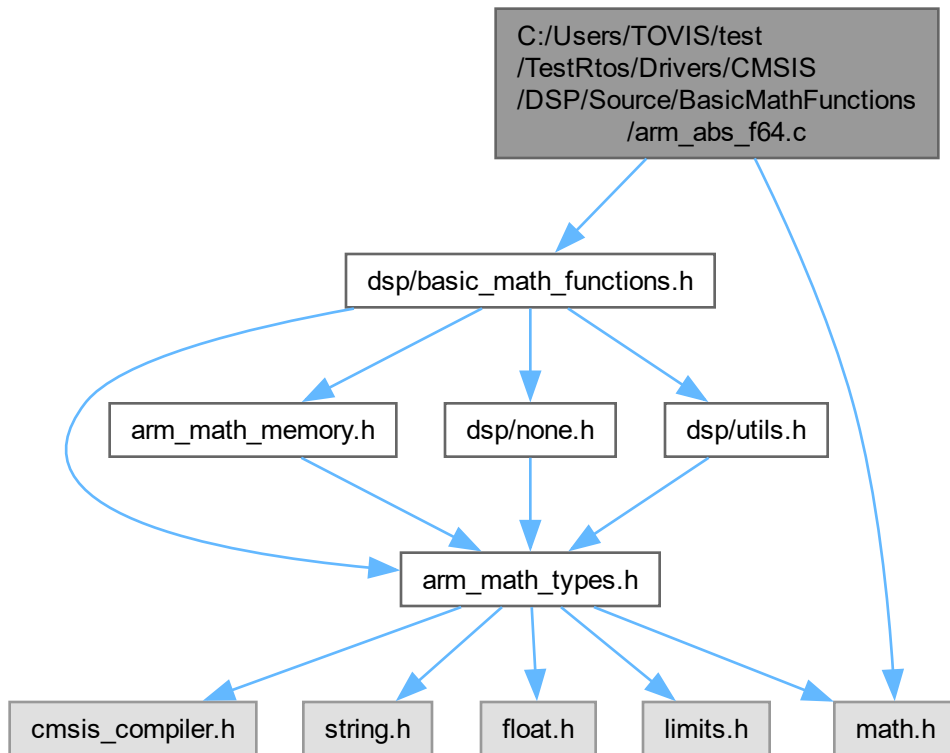 C:/Users/TOVIS/test
/TestRtos/Drivers/CMSIS
/DSP/Source/BasicMathFunctions
/arm_abs_f64.c
dsp/basic_math_functions.h
arm_math_memory.h
dsp/none.h
dsp/utils.h
arm_math_types.h
cmsis_compiler.h
string.h
float.h
limits.h
math.h